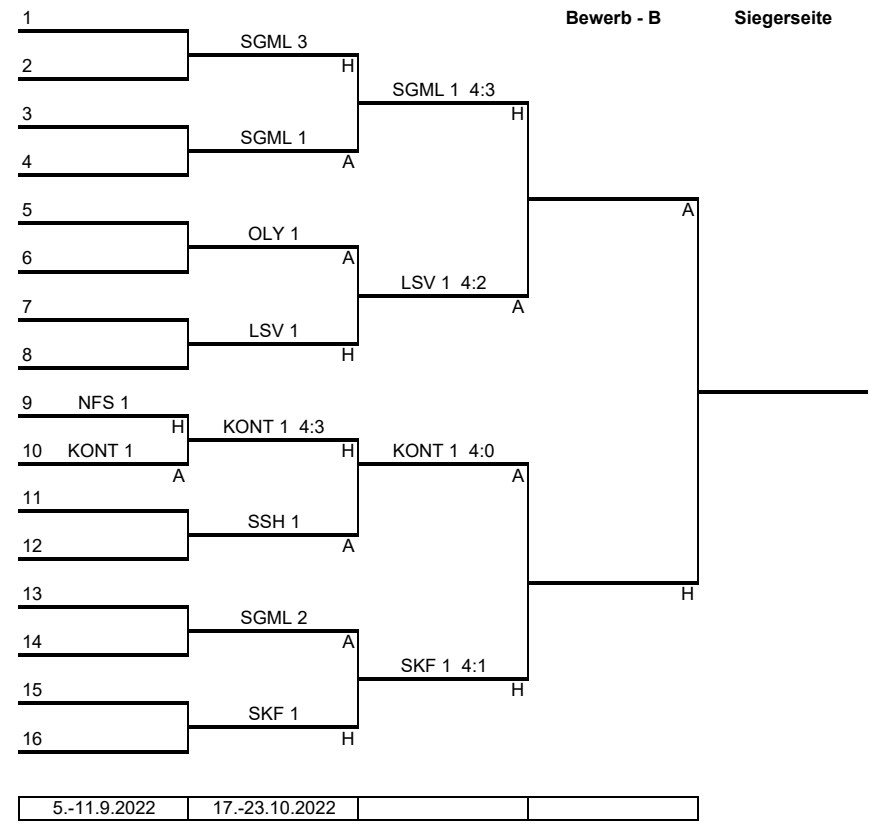 1 Bewerb - B Siegerseite
SGML 3
2 H
SGML 1 4:3
3 H
SGML 1
4 A
5 A
OLY 1
6 A
LSV 1 4:2
7 A
LSV 1
8 H
9 NFS 1
H KONT 1 4:3
10 KONT 1 H KONT 1 4:0
A A
11
SSH 1
12 A
13 H
SGML 2
14 A
SKF 1 4:1
15 H
SKF 1
16 H
5.-11.9.2022 17.-23.10.2022